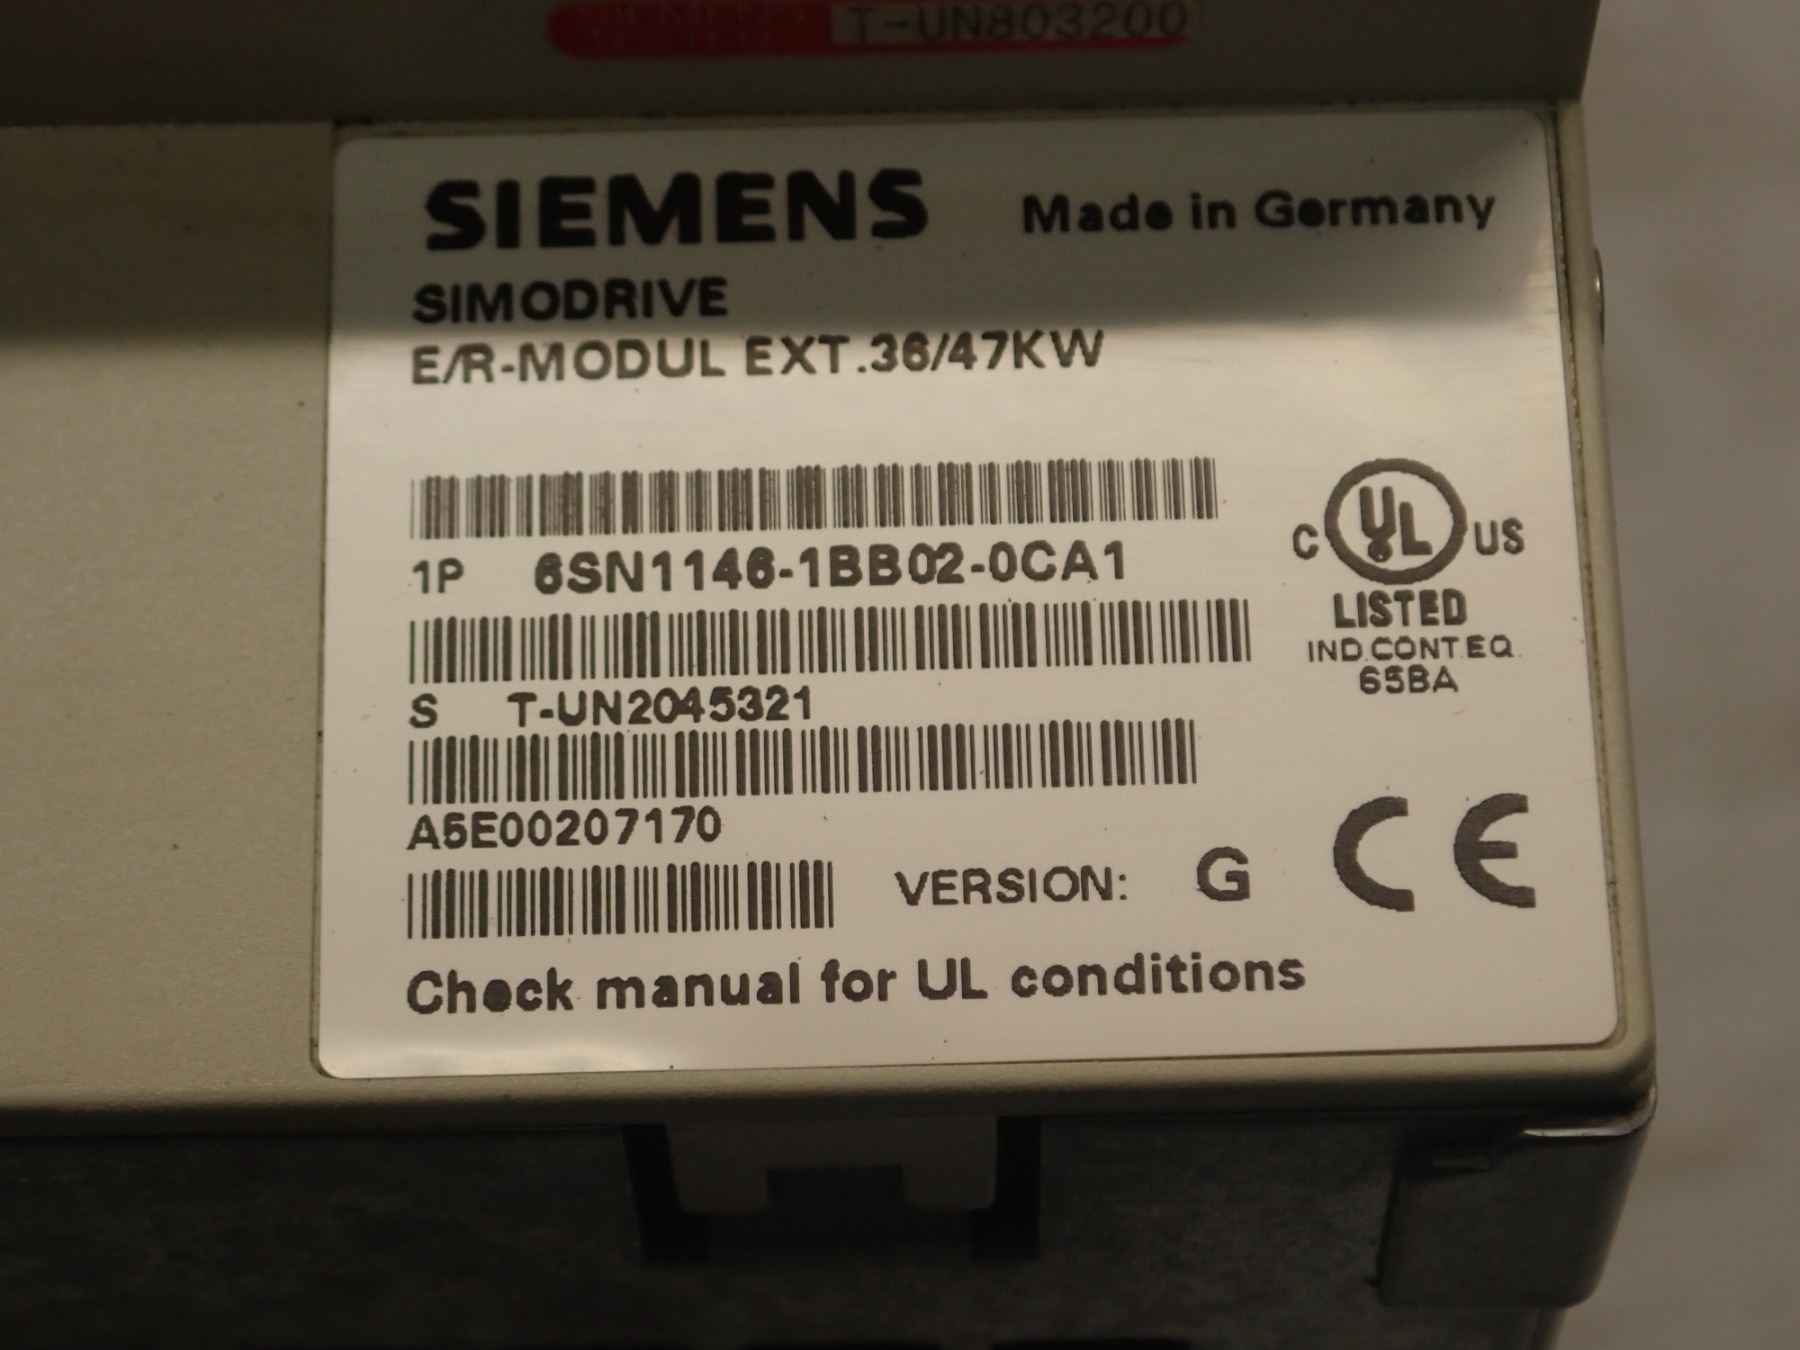 T-UN803200
SIEMENS Made in Germany
SIMODRIVE
E/R-MODUL EXT.36/47KW
1P 6SN1146-1BB02-0CA1
C UL US
LISTED
IND.CONT.EQ.
65BA
S T-UN2045321
A5E00207170
VERSION: G CE
Check manual for UL conditions